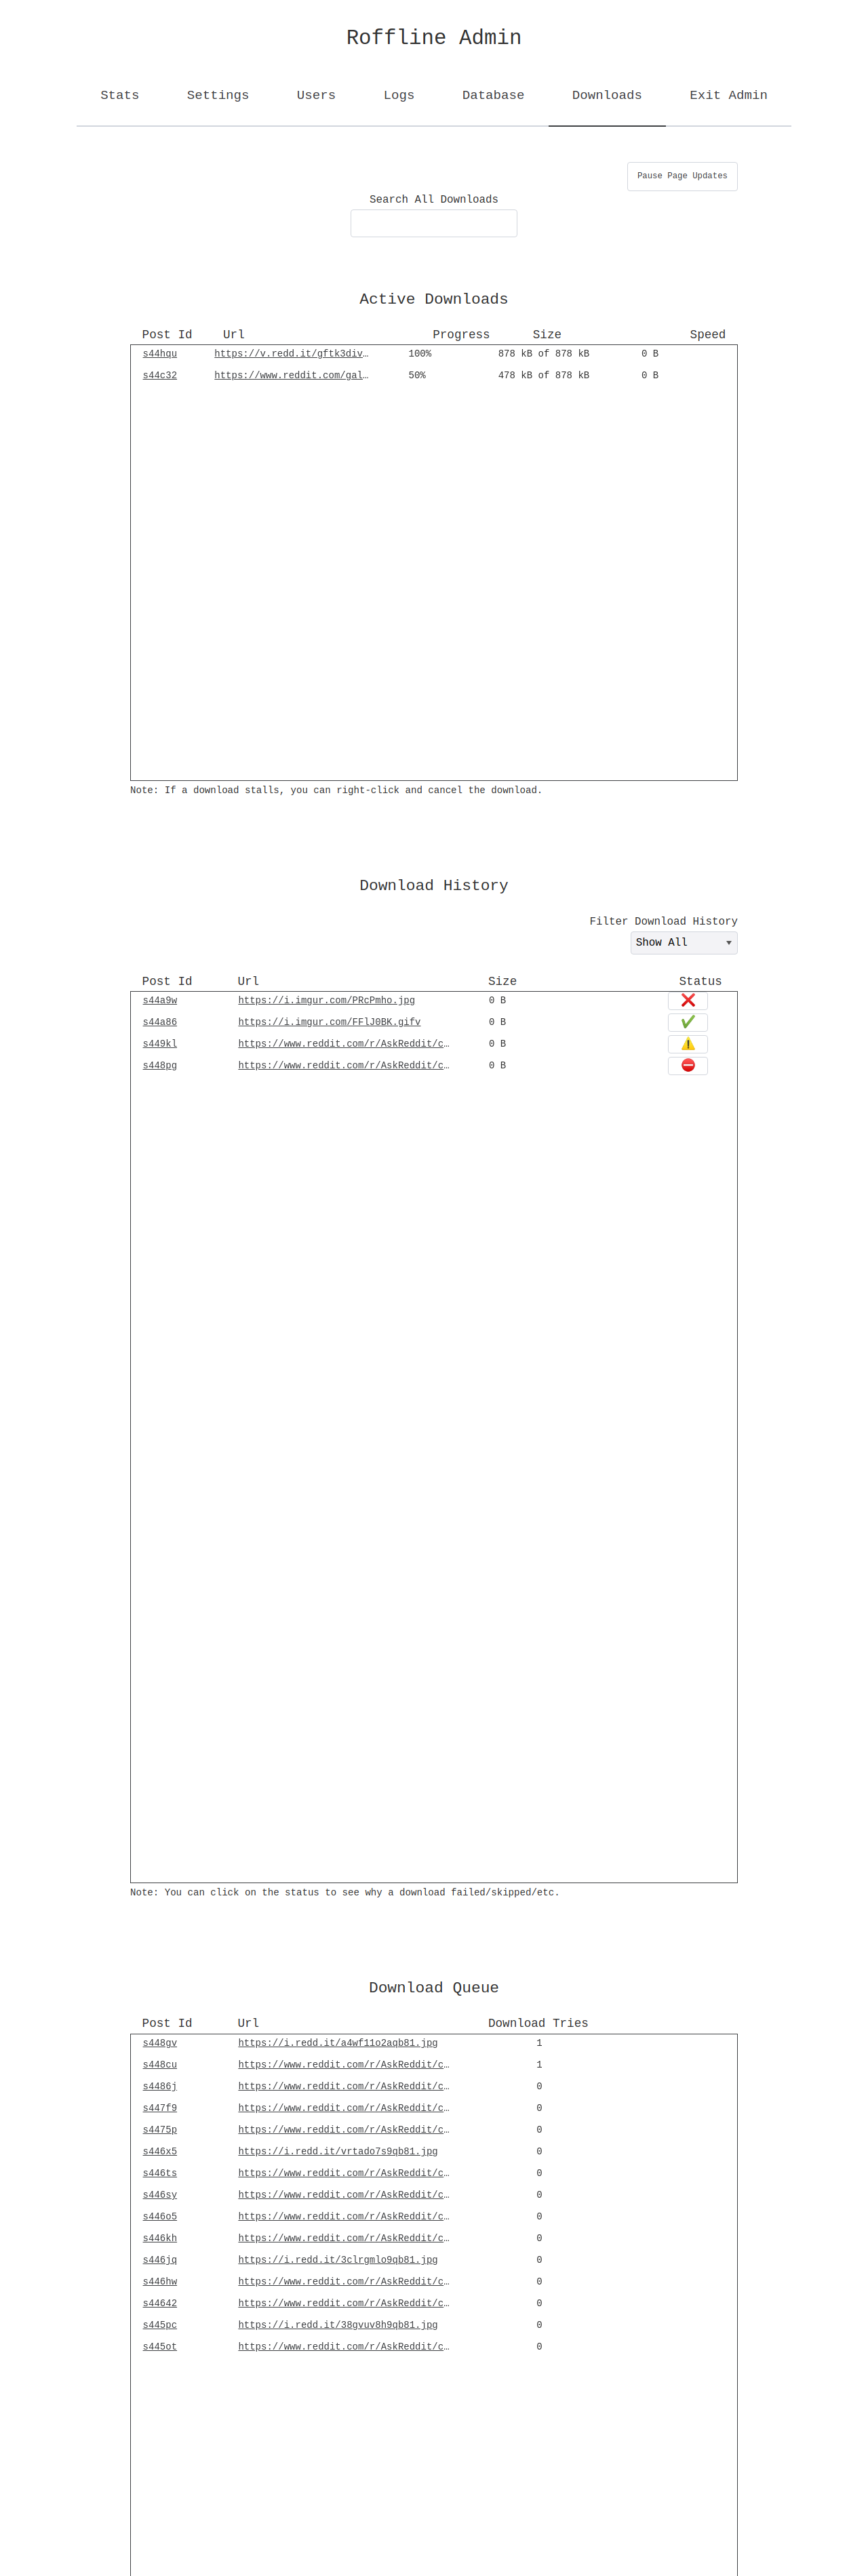 Roffline Admin
Stats Settings Users Logs Database Downloads Exit Admin
Pause Page Updates
Search All Downloads
Active Downloads
Post Id Url Progress Size Speed
s44hqu https://v.redd.it/gftk3div… 100% 878 kB of 878 kB 0 B
s44c32 https://www.reddit.com/gal… 50% 478 kB of 878 kB 0 B
Note: If a download stalls, you can right-click and cancel the download.
Download History
Filter Download History
Show All
Post Id Url Size Status
s44a9w https://i.imgur.com/PRcPmho.jpg 0 B ❌
s44a86 https://i.imgur.com/FFlJ0BK.gifv 0 B ✔
s449kl https://www.reddit.com/r/AskReddit/c… 0 B ⚠️
s448pg https://www.reddit.com/r/AskReddit/c… 0 B ⛔
Note: You can click on the status to see why a download failed/skipped/etc.
Download Queue
Post Id Url Download Tries
s448gv https://i.redd.it/a4wf11o2aqb81.jpg 1
s448cu https://www.reddit.com/r/AskReddit/c… 1
s4486j https://www.reddit.com/r/AskReddit/c… 0
s447f9 https://www.reddit.com/r/AskReddit/c… 0
s4475p https://www.reddit.com/r/AskReddit/c… 0
s446x5 https://i.redd.it/vrtado7s9qb81.jpg 0
s446ts https://www.reddit.com/r/AskReddit/c… 0
s446sy https://www.reddit.com/r/AskReddit/c… 0
s446o5 https://www.reddit.com/r/AskReddit/c… 0
s446kh https://www.reddit.com/r/AskReddit/c… 0
s446jq https://i.redd.it/3clrgmlo9qb81.jpg 0
s446hw https://www.reddit.com/r/AskReddit/c… 0
s44642 https://www.reddit.com/r/AskReddit/c… 0
s445pc https://i.redd.it/38gvuv8h9qb81.jpg 0
s445ot https://www.reddit.com/r/AskReddit/c… 0